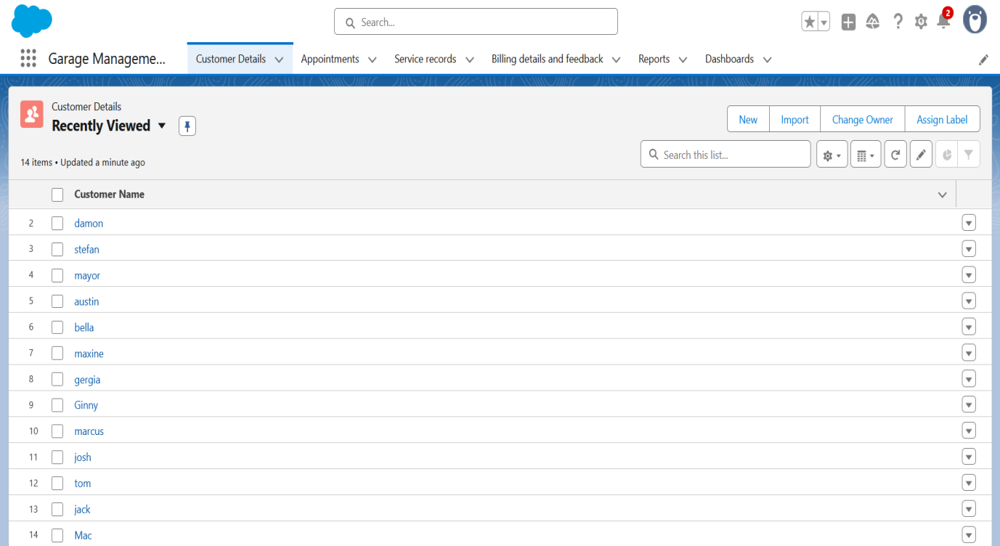 Search...
2
Garage Manageme...
Customer Details
Appointments
Service records
Billing details and feedback
Reports
Dashboards
Customer Details
Recently Viewed
New
Import
Change Owner
Assign Label
14 items • Updated a minute ago
Search this list...
Customer Name
2 damon
3 stefan
4 mayor
5 austin
6 bella
7 maxine
8 gergia
9 Ginny
10 marcus
11 josh
12 tom
13 jack
14 Mac